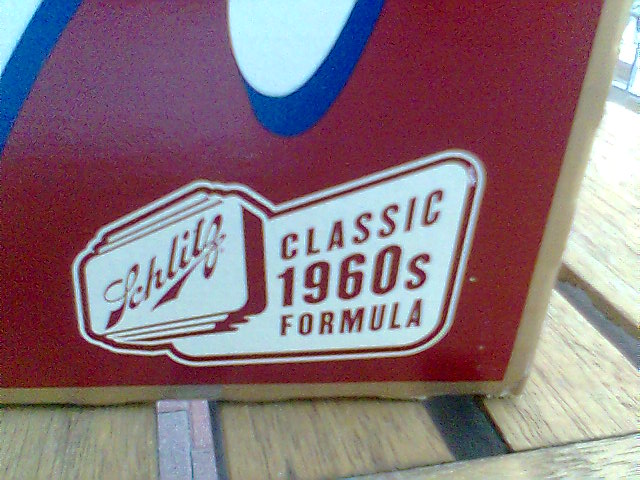 Schlitz
CLASSIC
1960s
FORMULA